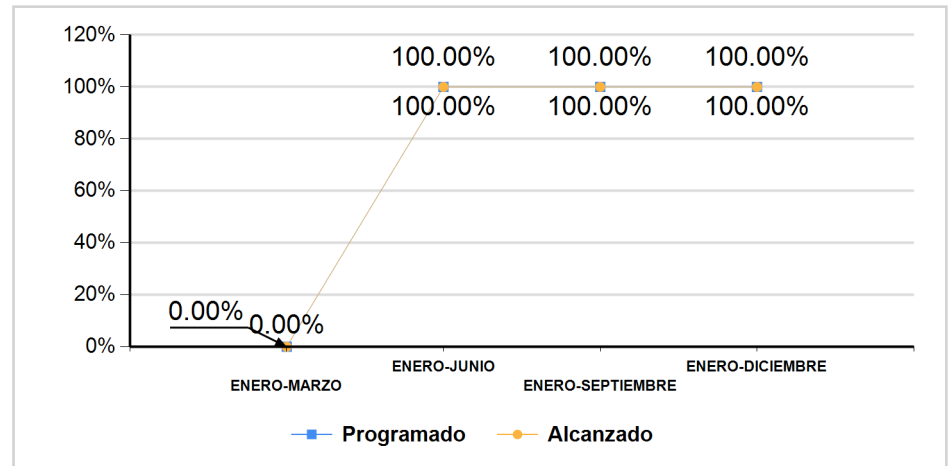 120%
100.00% 100.00% 100.00%
100%
100.00% 100.00% 100.00%
80%
60%
40%
20%
0.00% 0.00%
0%
ENERO-JUNIO ENERO-DICIEMBRE
ENERO-MARZO ENERO-SEPTIEMBRE
Programado Alcanzado